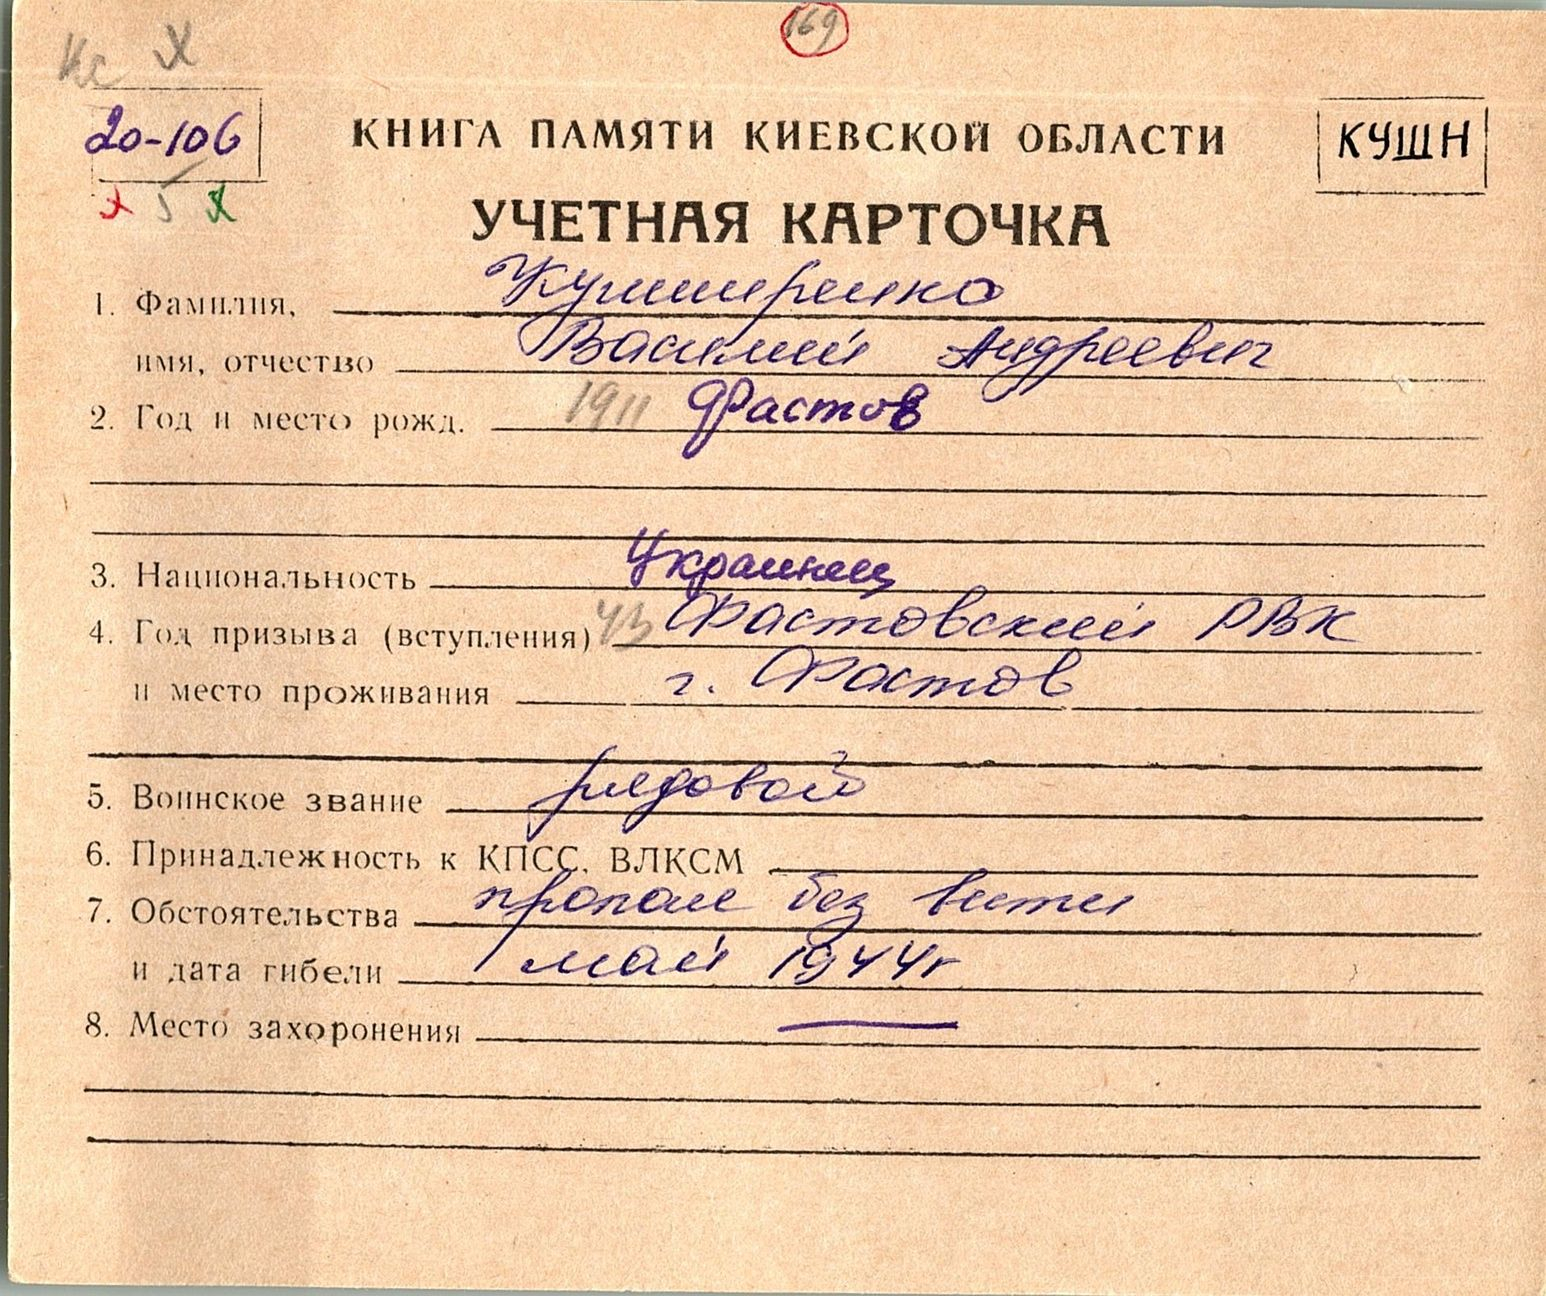 169
Кс Х
20-106
КНИГА ПАМЯТИ КИЕВСКОЙ ОБЛАСТИ
КУШН
х 5 х
УЧЕТНАЯ КАРТОЧКА
1. Фамилия, Кушниренко
имя, отчество Василий Андреевич
2. Год и место рожд. 1911 Фастов
3. Национальность Украинец
4. Год призыва (вступления) 43 Фастовский РВК
и место проживания г. Фастов
5. Воинское звание рядовой
6. Принадлежность к КПСС, ВЛКСМ
7. Обстоятельства пропал без вести
и дата гибели май 1944г
8. Место захоронения —